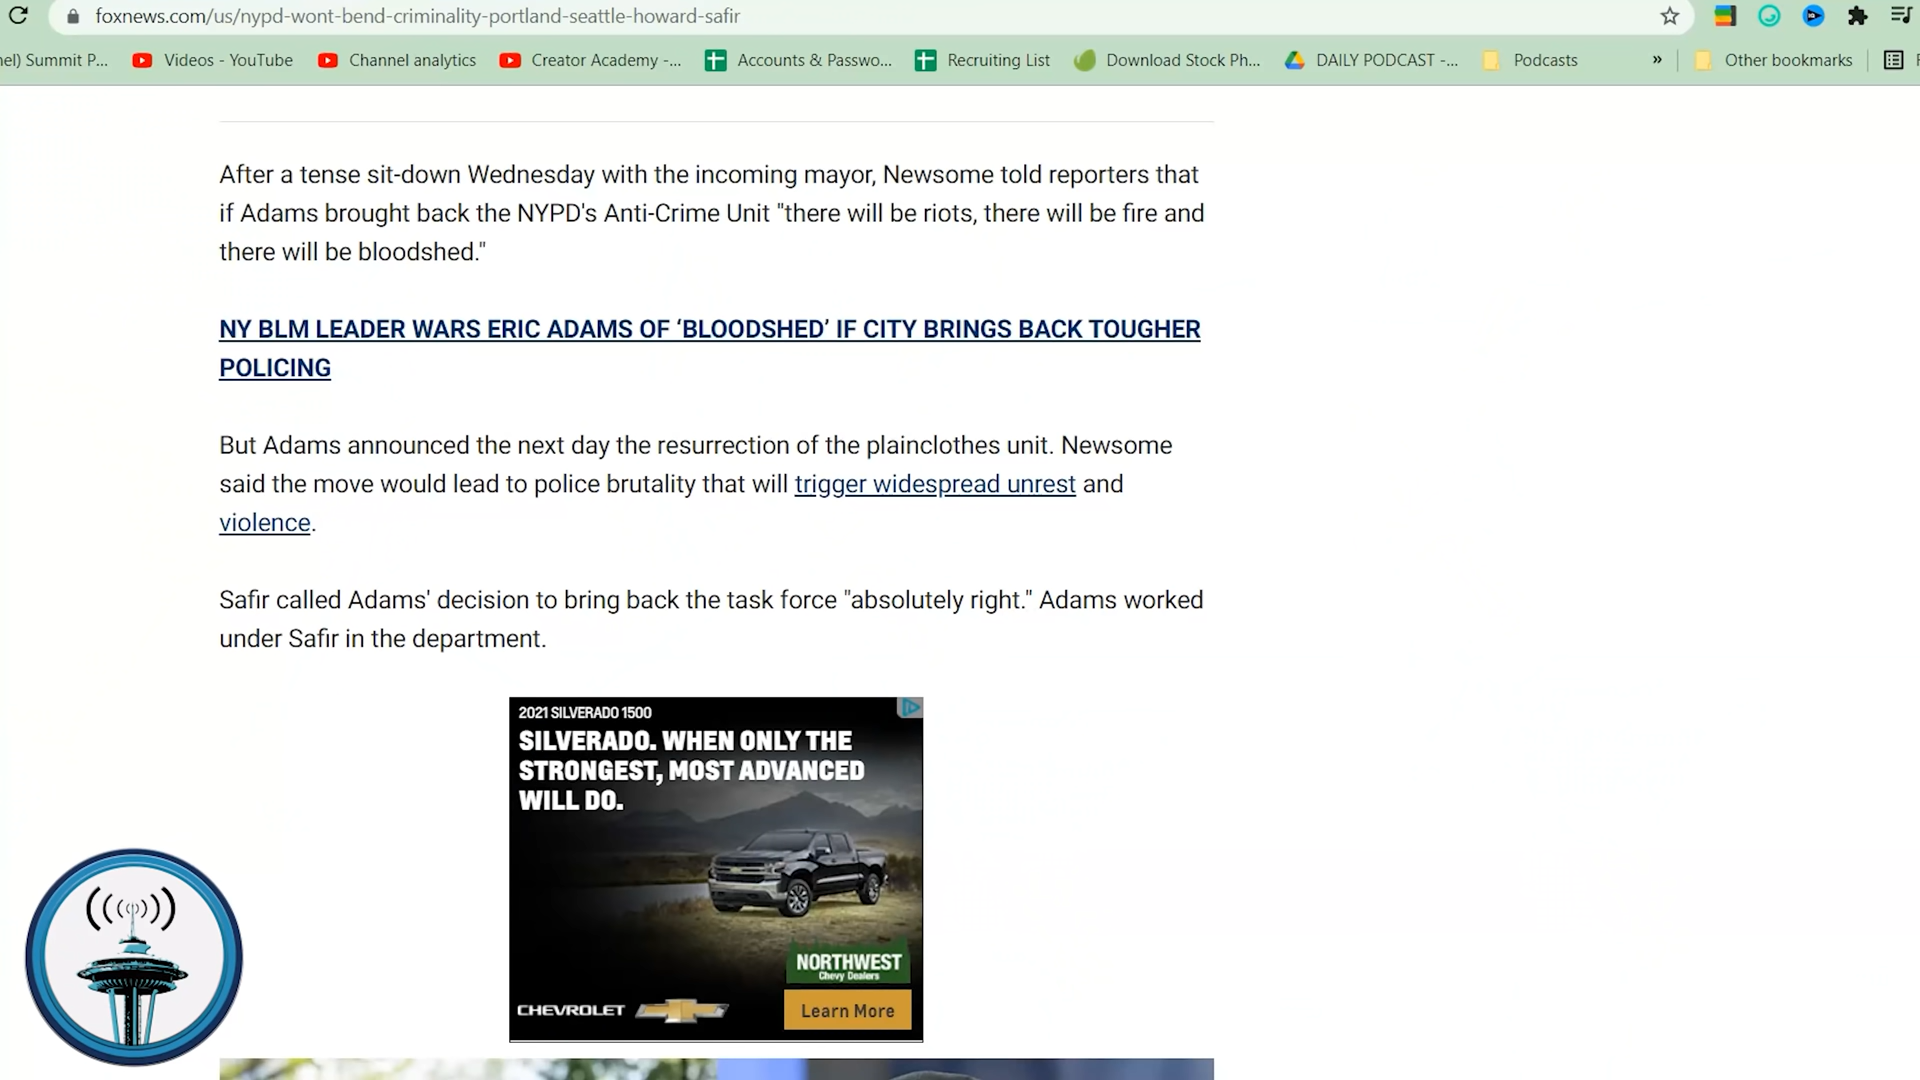 foxnews.com/us/nypd-wont-bend-criminality-portland-seattle-howard-safir
nel) Summit P... Videos - YouTube Channel analytics Creator Academy -... Accounts & Passwo... Recruiting List Download Stock Ph... DAILY PODCAST -... Podcasts » Other bookmarks
After a tense sit-down Wednesday with the incoming mayor, Newsome told reporters that
if Adams brought back the NYPD's Anti-Crime Unit "there will be riots, there will be fire and
there will be bloodshed."
NY BLM LEADER WARS ERIC ADAMS OF ‘BLOODSHED’ IF CITY BRINGS BACK TOUGHER
POLICING
But Adams announced the next day the resurrection of the plainclothes unit. Newsome
said the move would lead to police brutality that will trigger widespread unrest and
violence.
Safir called Adams' decision to bring back the task force "absolutely right." Adams worked
under Safir in the department.
2021 SILVERADO 1500
SILVERADO. WHEN ONLY THE
STRONGEST, MOST ADVANCED
WILL DO.
NORTHWEST
Chevy Dealers
CHEVROLET
Learn More